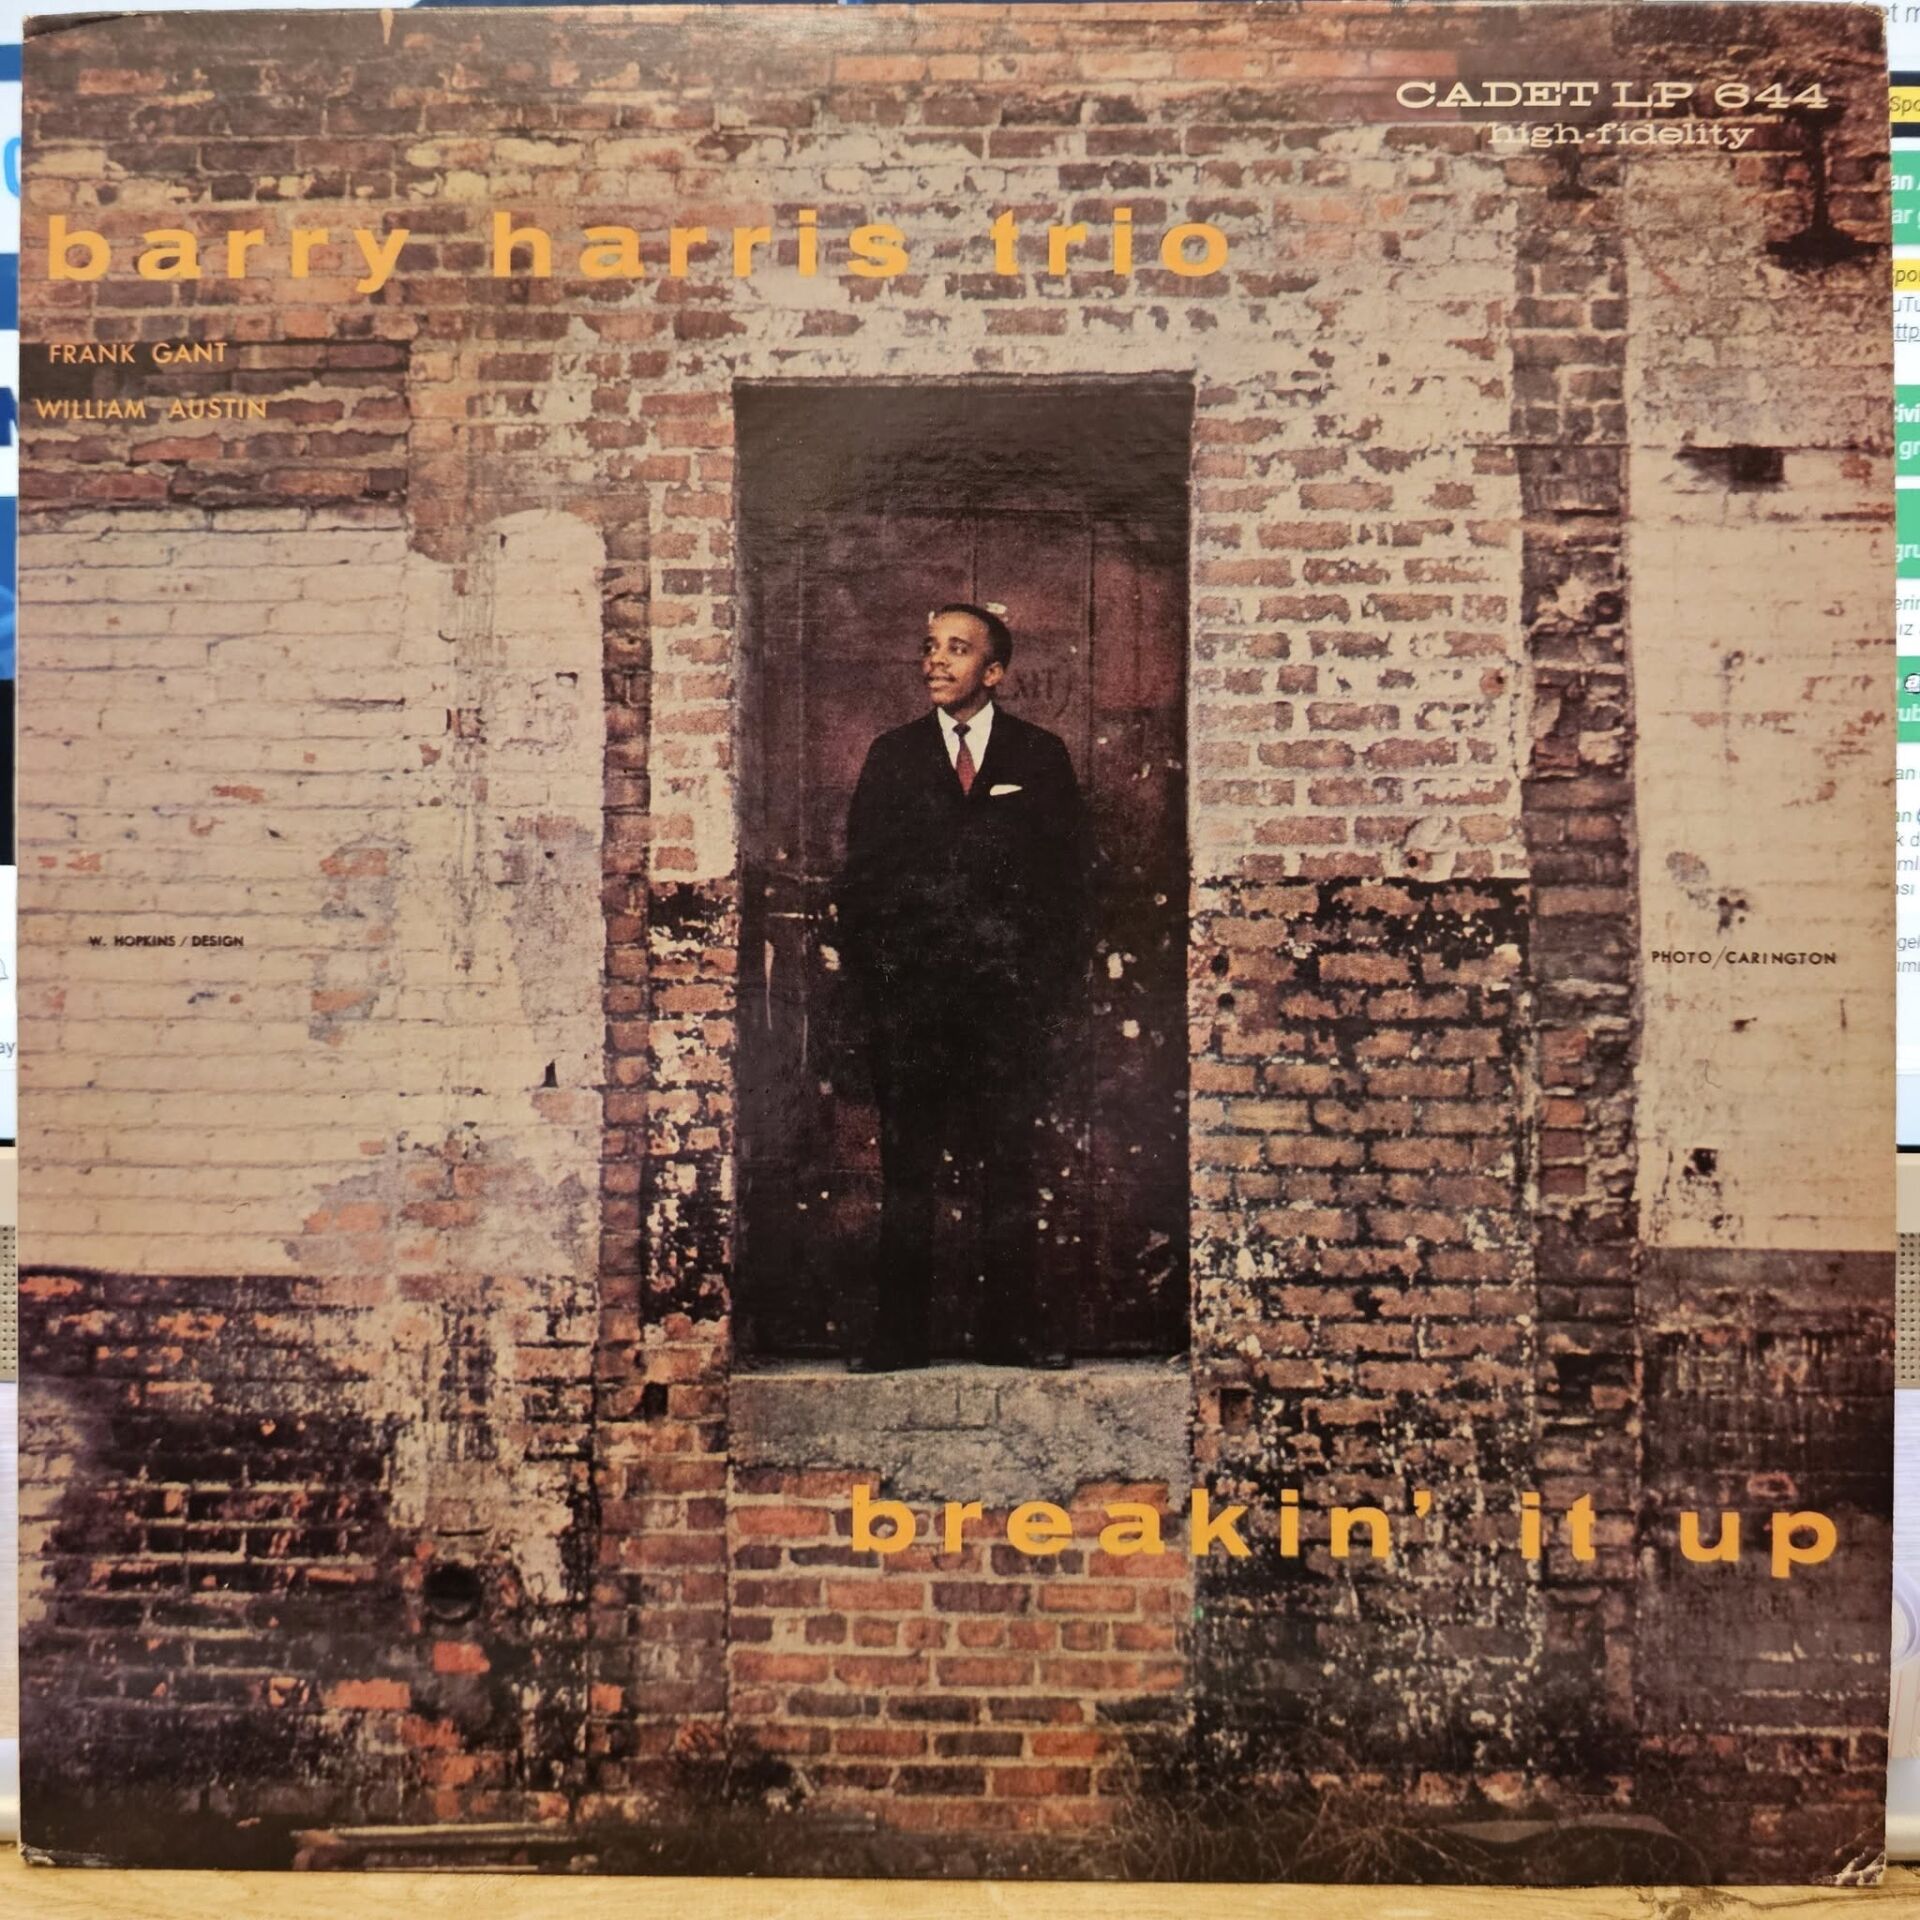 CADET LP 644
high-fidelity
barry harris trio
FRANK GANT
WILLIAM AUSTIN
EXIT
W. HOPKINS / DESIGN
PHOTO/CARINGTON
breakin' it up